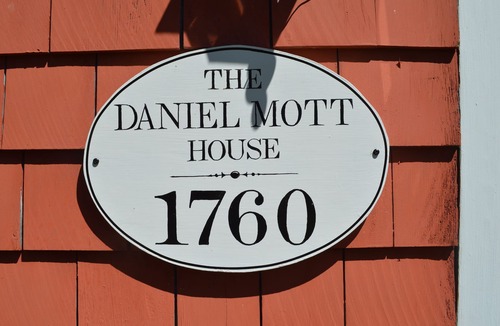 THE
DANIEL MOTT
HOUSE
1760